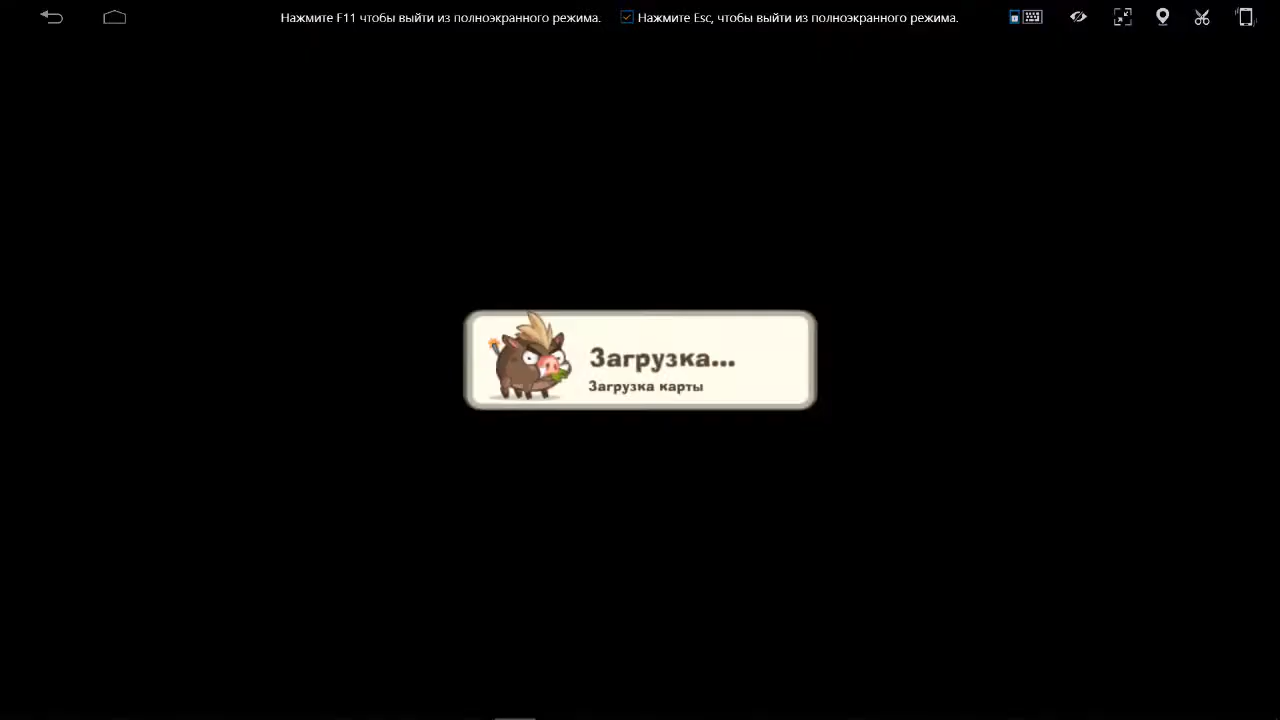 Нажмите F11 чтобы выйти из полноэкранного режима. Нажмите Esc, чтобы выйти из полноэкранного режима.
Загрузка...
Загрузка карты